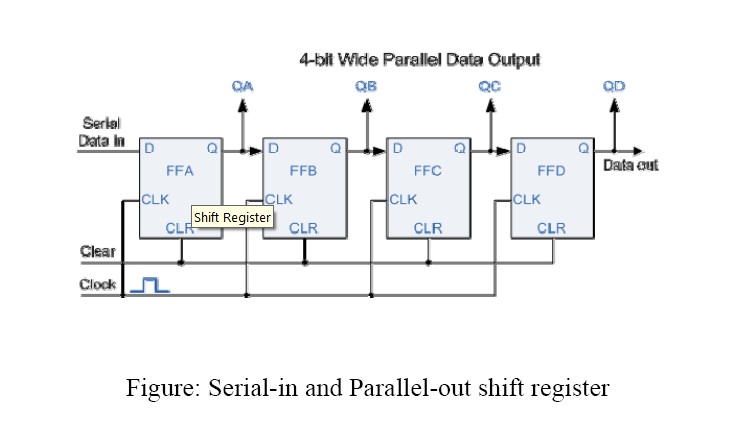 4-bit Wide Parallel Data Output
QA QB QC QD
Serial
Data in
D Q D Q D Q D Q
Data out
FFA FFB FFC FFD
CLK CLK CLK CLK
Shift Register
CLR CLR CLR CLR
Clear
Clock
Figure: Serial-in and Parallel-out shift register